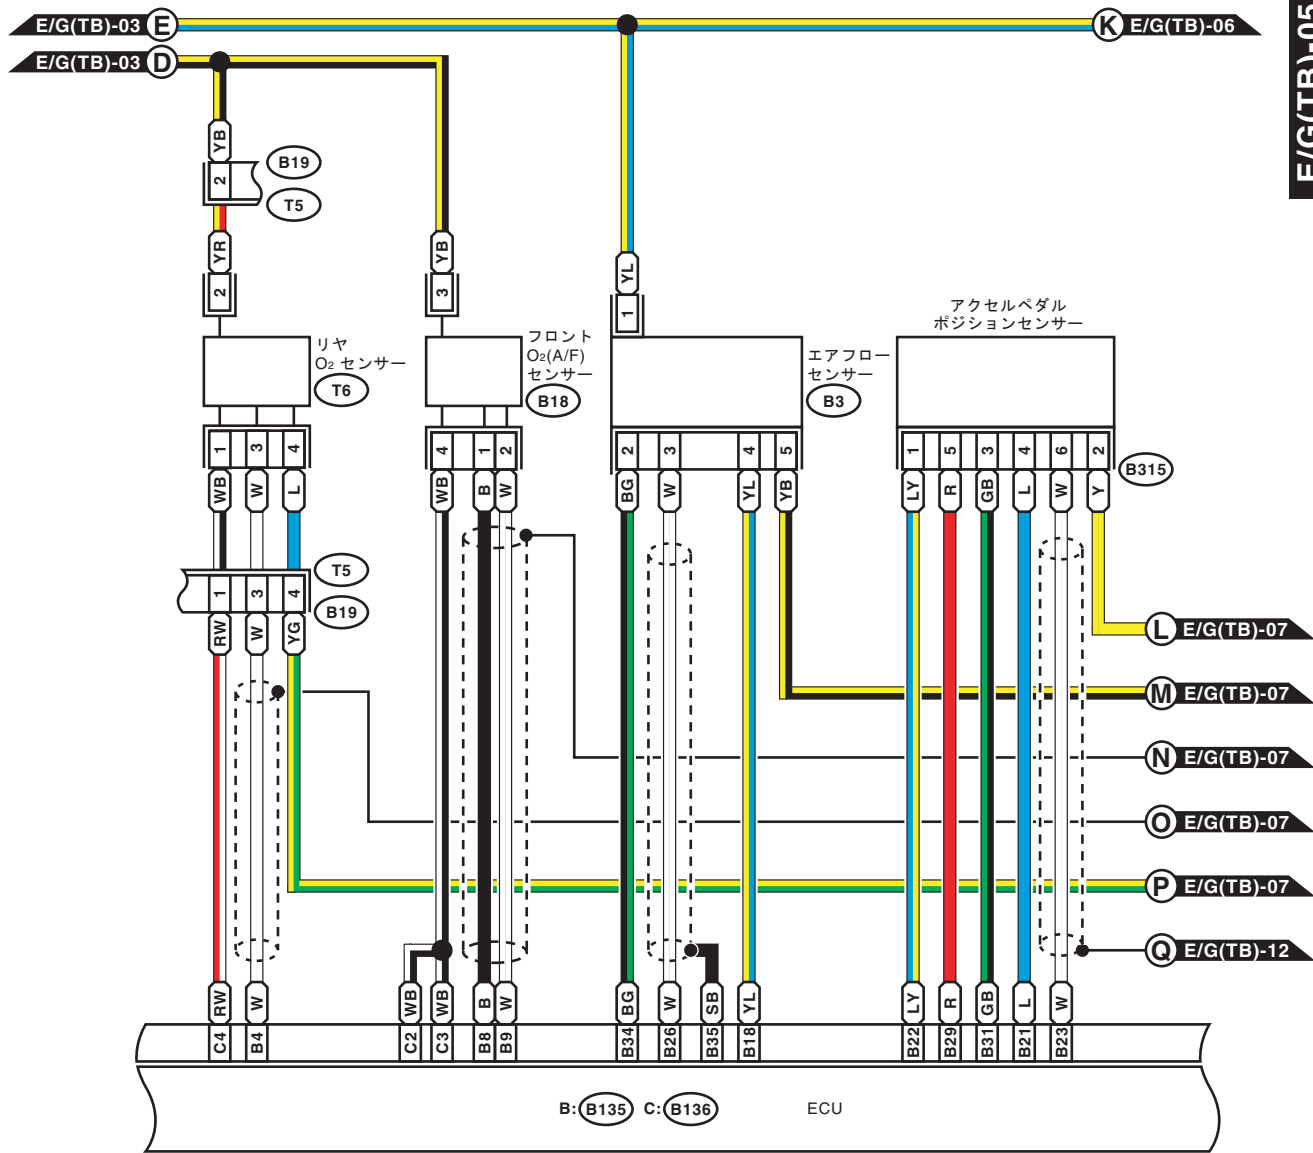 E/G(TB)-03 E
K E/G(TB)-06
E/G(TB)-05
E/G(TB)-03 D
YB
2
B19
T5
YR
2
YB
3
YL
1
リヤ
O₂ センサー
T6
フロント
O₂(A/F)
センサー
B18
エアフロー
センサー
B3
アクセルペダル
ポジションセンサー
B315
1 3 4
4 1 2
2 3 4 5
1 5 3 4 6 2
WB W L
WB B W
BG W YL YB
LY R GB L W Y
T5
1 3 4
B19
RW W YG
L E/G(TB)-07
M E/G(TB)-07
N E/G(TB)-07
O E/G(TB)-07
P E/G(TB)-07
Q E/G(TB)-12
RW W WB WB B W BG W SB YL LY R GB L W
C4 B4 C2 C3 B8 B9 B34 B26 B35 B18 B22 B29 B31 B21 B23
B: B135 C: B136 ECU